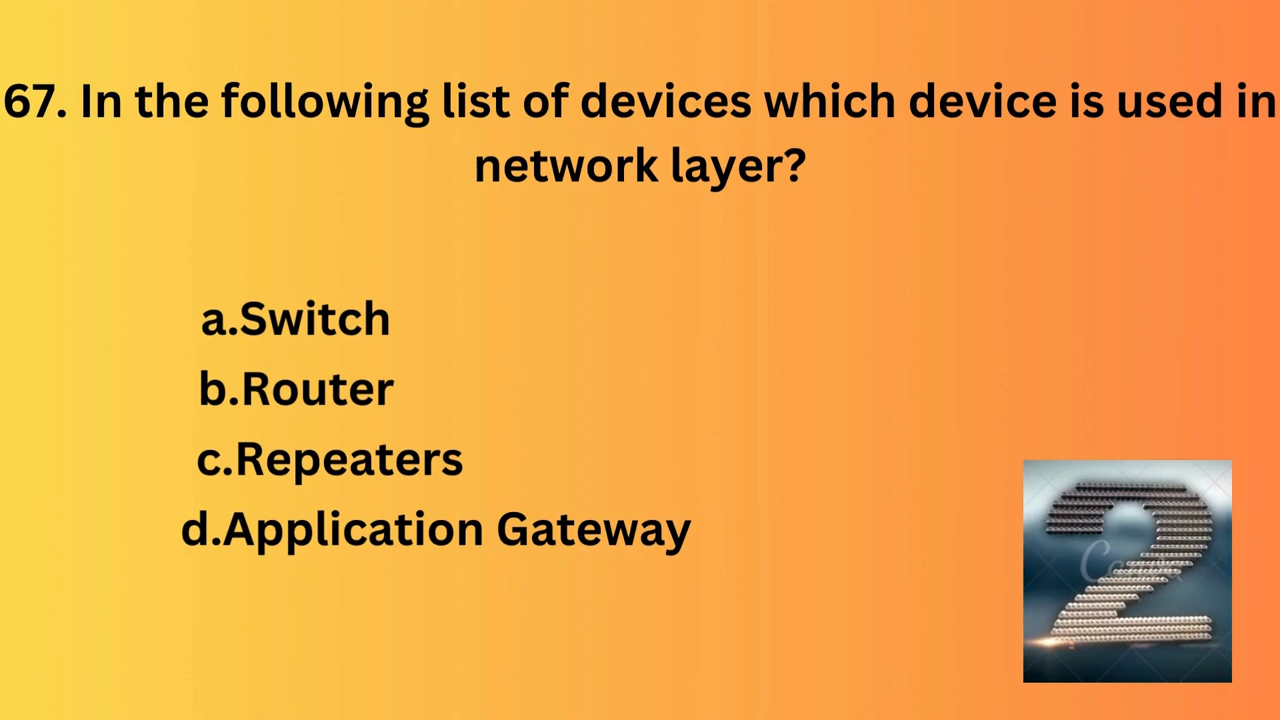 67. In the following list of devices which device is used in
network layer?
a.Switch
b.Router
c.Repeaters
d.Application Gateway
2